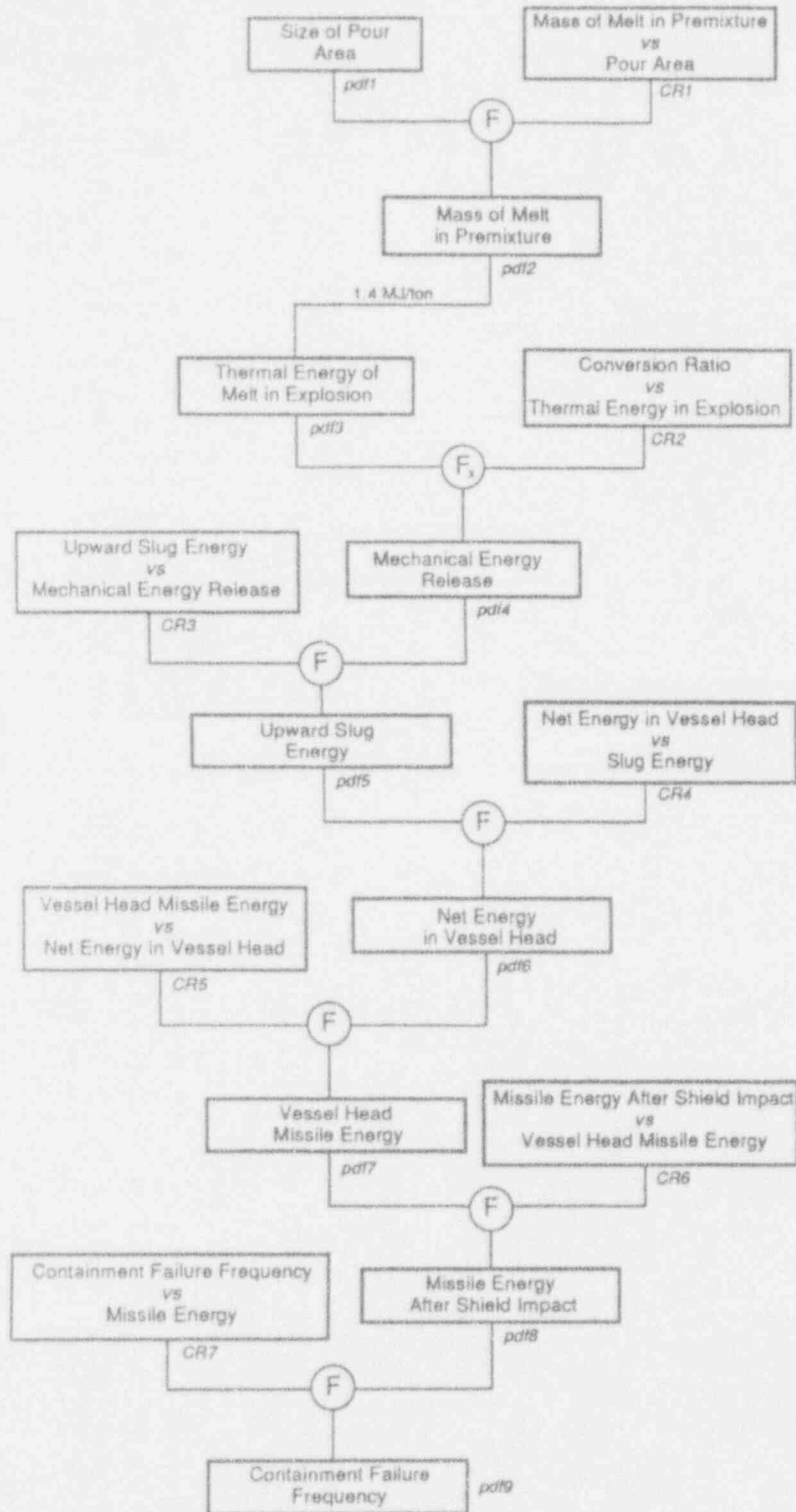 Size of Pour
Area
pdf1
Mass of Melt in Premixture
vs
Pour Area
CR1
F
Mass of Melt
in Premixture
pdf2
1.4 MJ/ton
Thermal Energy of
Melt in Explosion
pdf3
Conversion Ratio
vs
Thermal Energy in Explosion
CR2
Fx
Upward Slug Energy
vs
Mechanical Energy Release
CR3
Mechanical Energy
Release
pdf4
F
Upward Slug
Energy
pdf5
Net Energy in Vessel Head
vs
Slug Energy
CR4
F
Vessel Head Missile Energy
vs
Net Energy in Vessel Head
CR5
Net Energy
in Vessel Head
pdf6
F
Vessel Head
Missile Energy
pdf7
Missile Energy After Shield Impact
vs
Vessel Head Missile Energy
CR6
F
Containment Failure Frequency
vs
Missile Energy
CR7
Missile Energy
After Shield Impact
pdf8
F
Containment Failure
Frequency
pdf9